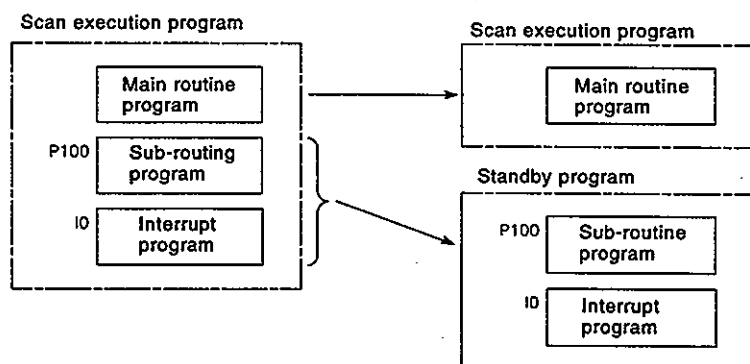 Scan execution program
Main routine
program
P100
Sub-routing
program
I0
Interrupt
program
Scan execution program
Main routine
program
Standby program
P100
Sub-routine
program
I0
Interrupt
program